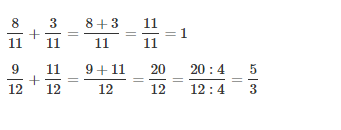 8/11 + 3/11 = 8 + 3/11 = 11/11 = 1
9/12 + 11/12 = 9 + 11/12 = 20/12 = 20 : 4/12 : 4 = 5/3